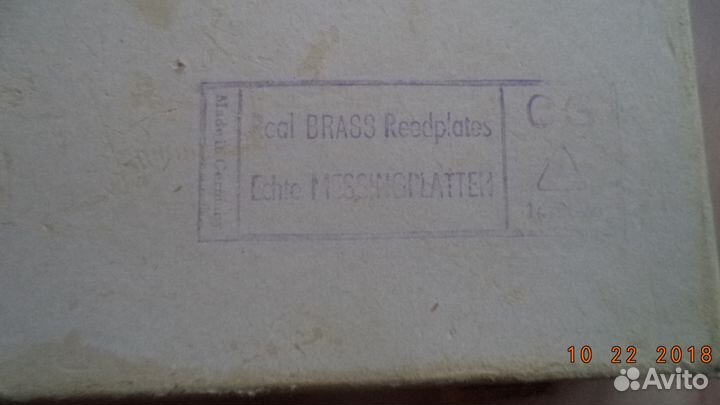 Made in Germany
Real BRASS Reedplates
Echte MESSINGPLATTEN
C G
10 22 2018
Avito